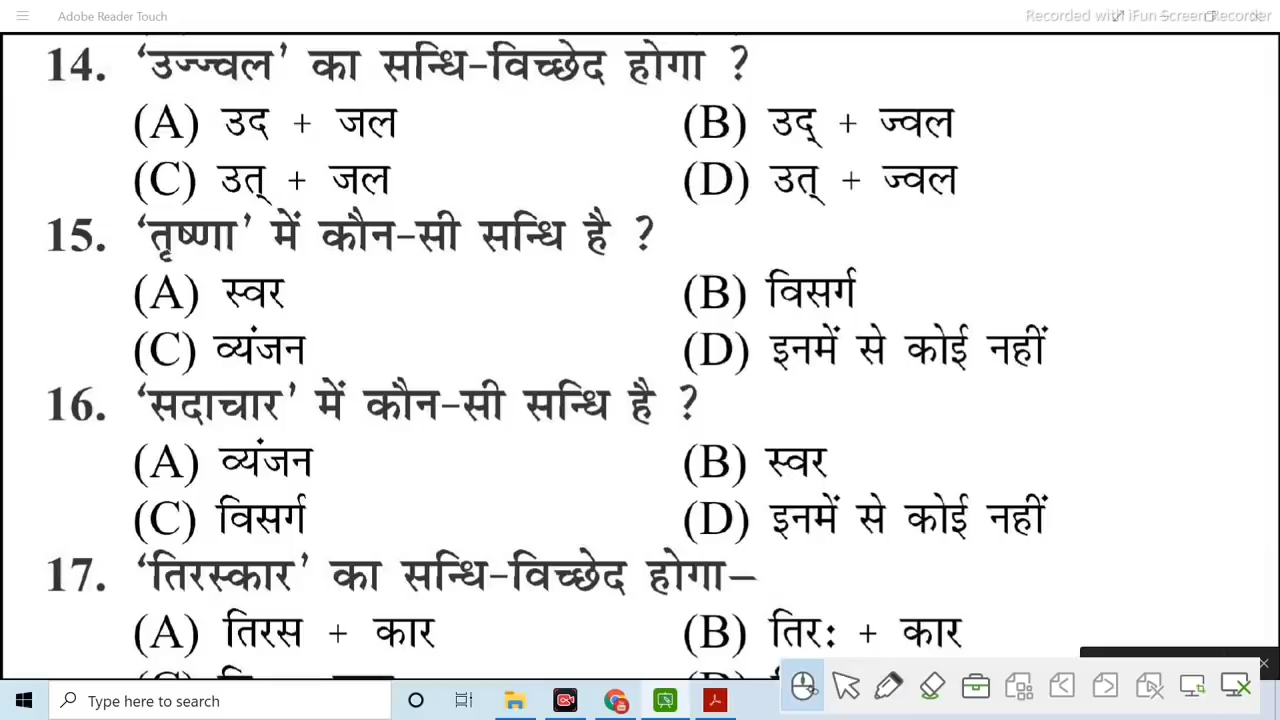 Adobe Reader Touch
Recorded with iFun Screen Recorder
14. ‘उज्ज्वल’ का सन्धि-विच्छेद होगा ?
(A) उद + जल (B) उद् + ज्वल
(C) उत् + जल (D) उत् + ज्वल
15. ‘तृष्णा’ में कौन-सी सन्धि है ?
(A) स्वर (B) विसर्ग
(C) व्यंजन (D) इनमें से कोई नहीं
16. ‘सदाचार’ में कौन-सी सन्धि है ?
(A) व्यंजन (B) स्वर
(C) विसर्ग (D) इनमें से कोई नहीं
17. ‘तिरस्कार’ का सन्धि-विच्छेद होगा–
(A) तिरस + कार (B) तिरः + कार
Type here to search